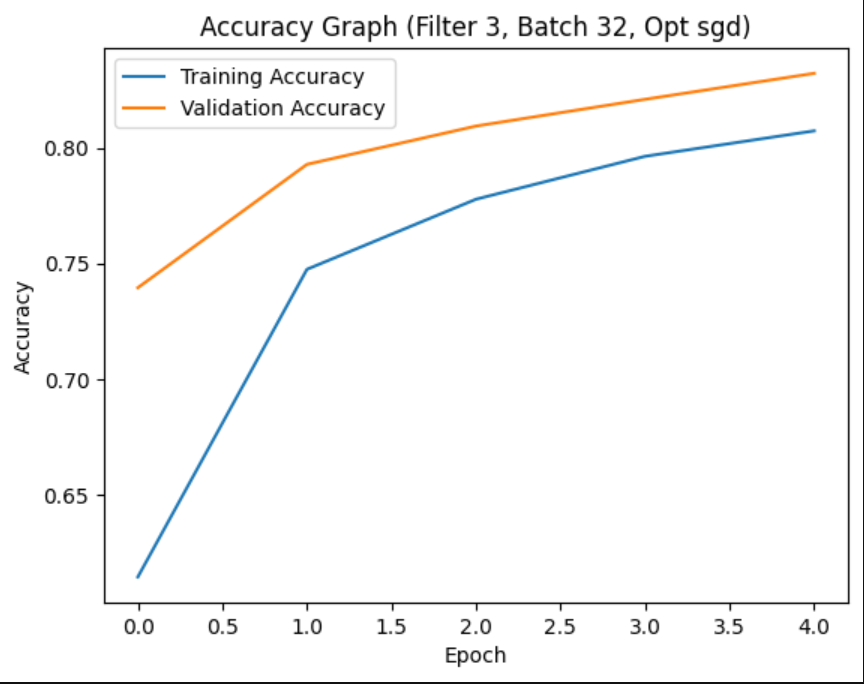 Accuracy Graph (Filter 3, Batch 32, Opt sgd)
Training Accuracy
Validation Accuracy
0.80
0.75
0.70
0.65
Accuracy
0.0 0.5 1.0 1.5 2.0 2.5 3.0 3.5 4.0
Epoch